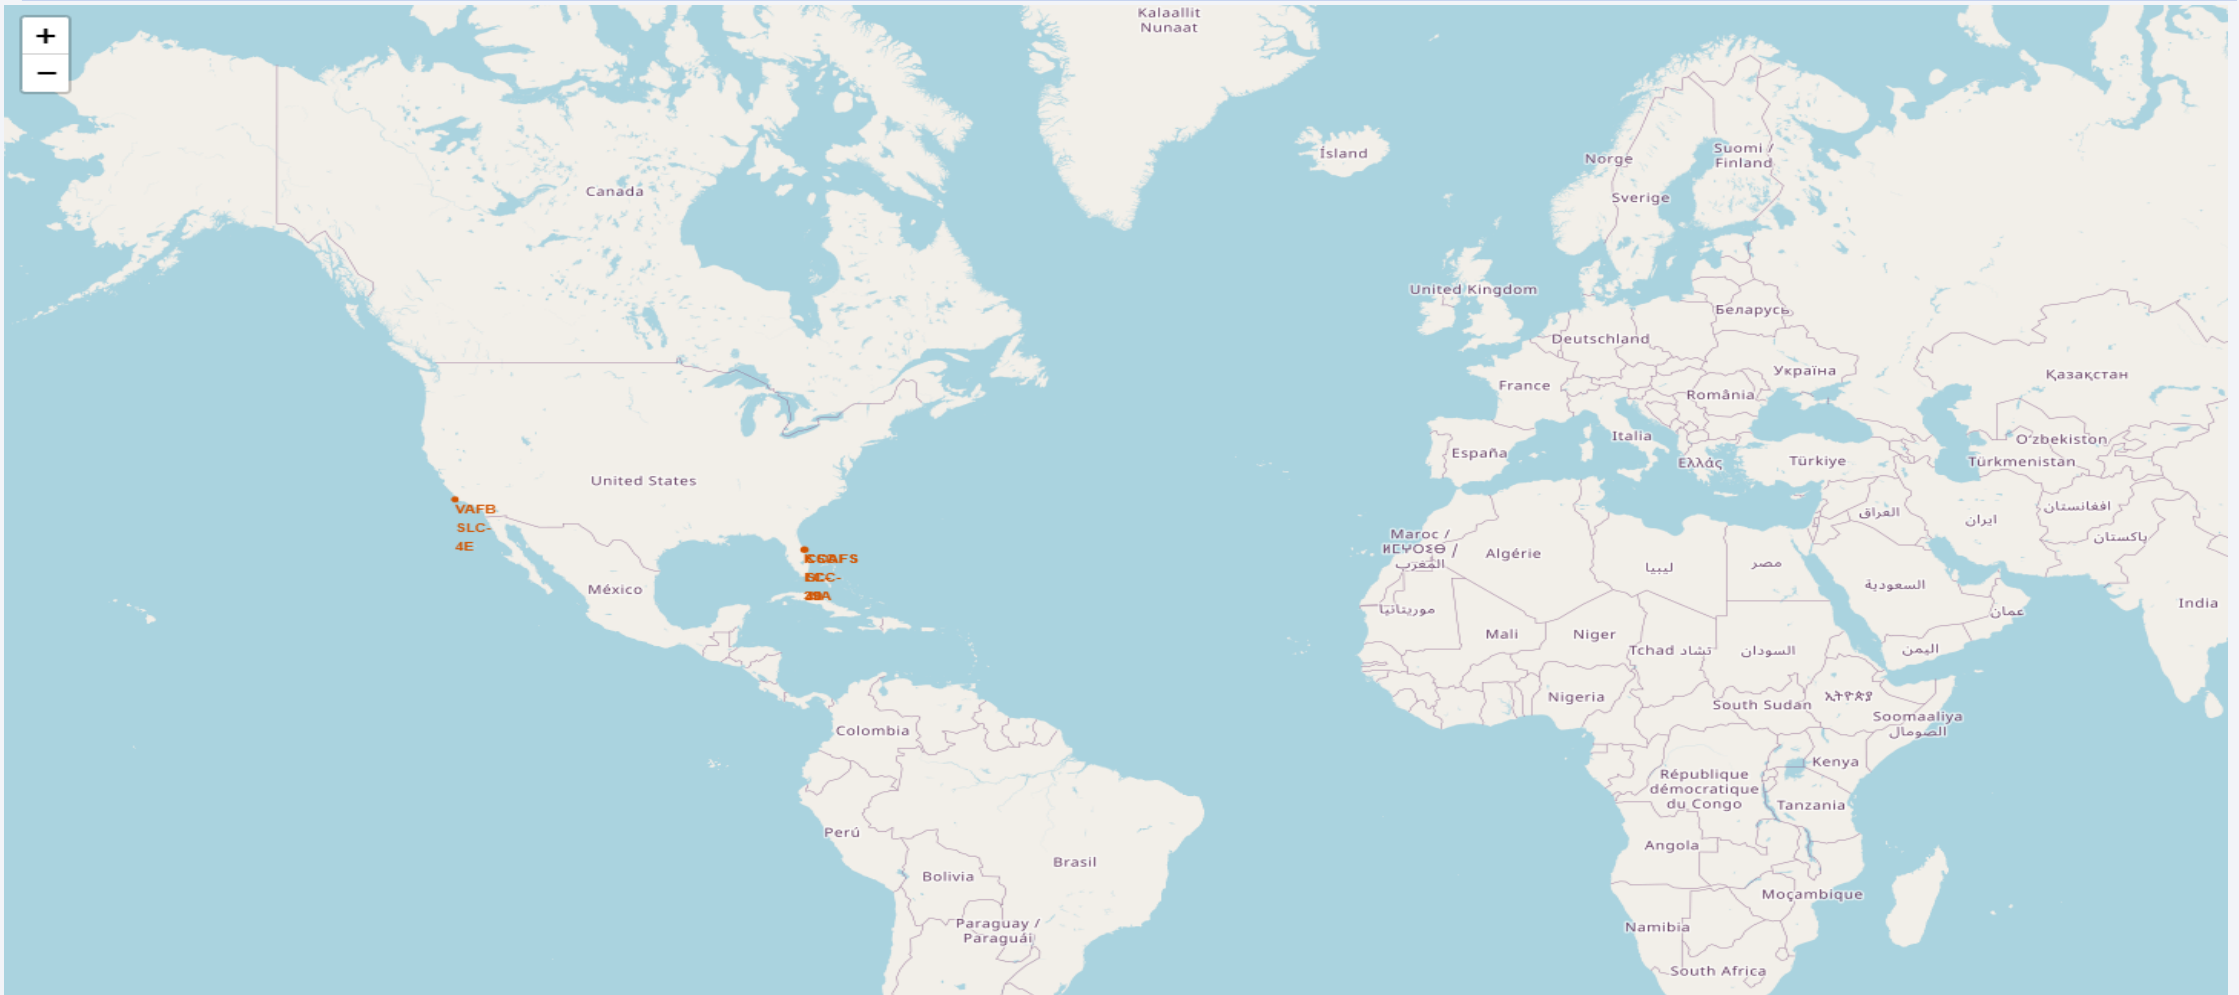 +
−
Kalaallit
Nunaat
Ísland
Canada
Norge
Suomi /
Finland
Sverige
United Kingdom
Беларусь
Deutschland
Україна
Қазақстан
France
România
Italia
España
Ελλάς
Türkiye
Oʻzbekiston
Türkmenistan
United States
VAFB
SLC-
4E
العراق
ایران
افغانستان
پاکستان
Maroc /
ⵍⵎⵖⵔⵉⴱ /
المغرب
Algérie
ليبيا
مصر
السعودية
عمان
India
México
موريتانيا
Mali
Niger
Tchad تشاد
السودان
اليمن
Nigeria
South Sudan
ኢትዮጵያ
Soomaaliya
الصومال
Colombia
Kenya
République
démocratique
du Congo
Tanzania
Perú
Angola
Brasil
Bolivia
Moçambique
Paraguay /
Paraguái
Namibia
South Africa